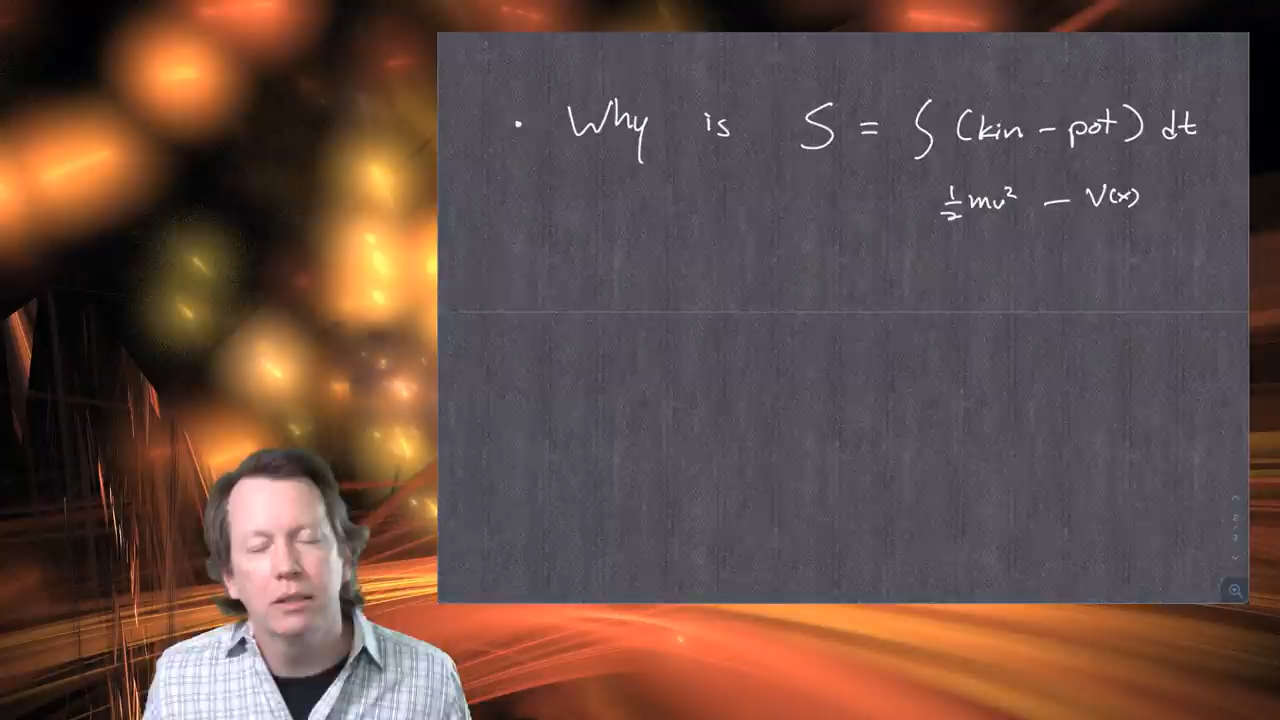 • Why is S = ∫ (kin - pot) dt
½mv² - V(x)